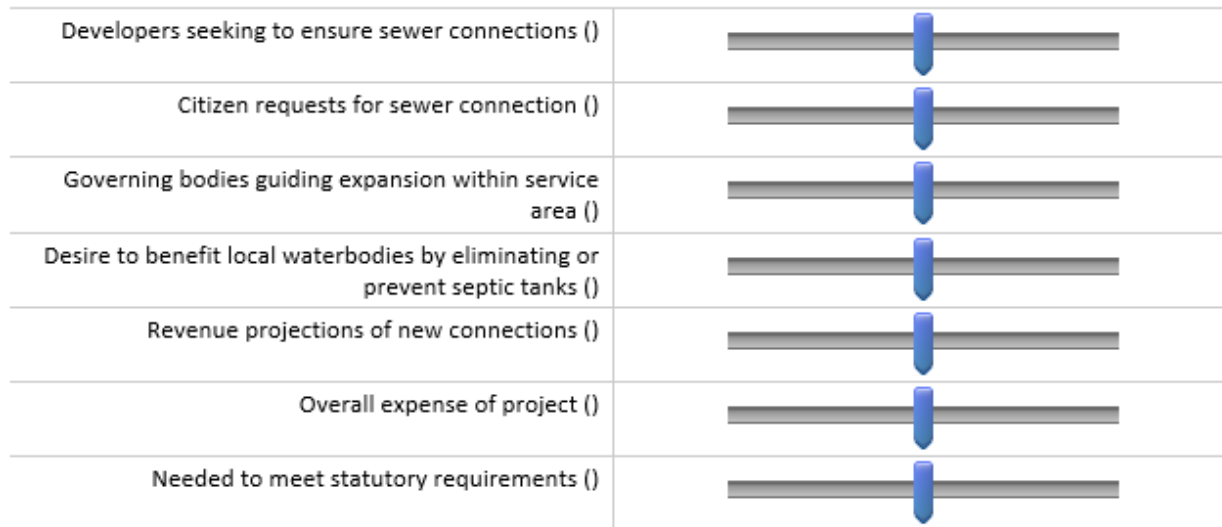 Developers seeking to ensure sewer connections ()
Citizen requests for sewer connection ()
Governing bodies guiding expansion within service
area ()
Desire to benefit local waterbodies by eliminating or
prevent septic tanks ()
Revenue projections of new connections ()
Overall expense of project ()
Needed to meet statutory requirements ()